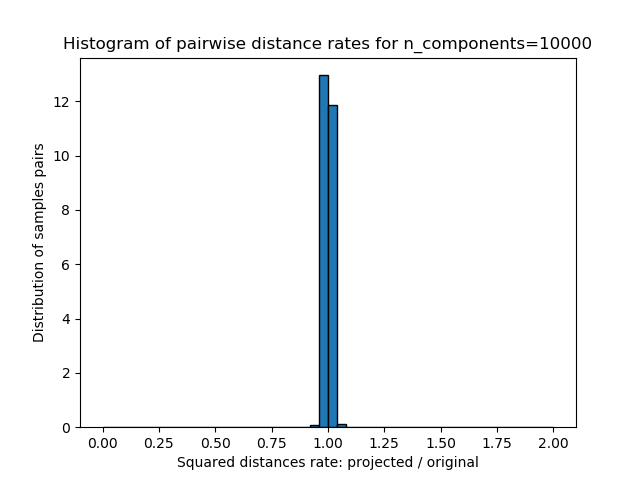 Histogram of pairwise distance rates for n_components=10000
Distribution of samples pairs
12
10
8
6
4
2
0
0.00 0.25 0.50 0.75 1.00 1.25 1.50 1.75 2.00
Squared distances rate: projected / original